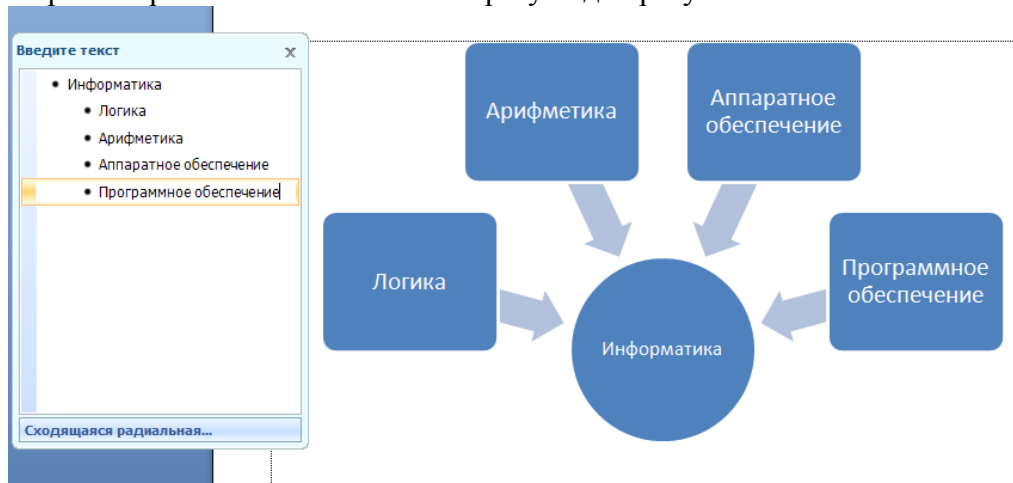 Введите текст
x
Информатика
Логика
Арифметика
Аппаратное обеспечение
Программное обеспечение
Сходящаяся радиальная...
Арифметика
Аппаратное
обеспечение
Логика
Программное
обеспечение
Информатика